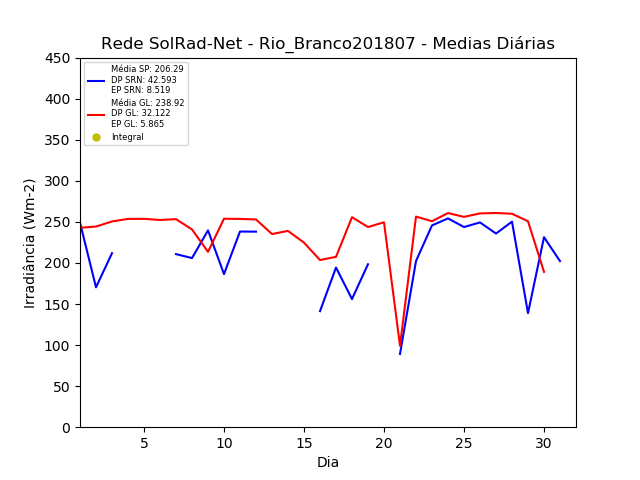 Rede SolRad-Net - Rio_Branco201807 - Medias Diárias
450
400
350
300
250
200
150
100
50
0
Irradiância (Wm-2)
Média SP: 206.29
DP SRN: 42.593
EP SRN: 8.519
Média GL: 238.92
DP GL: 32.122
EP GL: 5.865
Integral
5
10
15
20
25
30
Dia